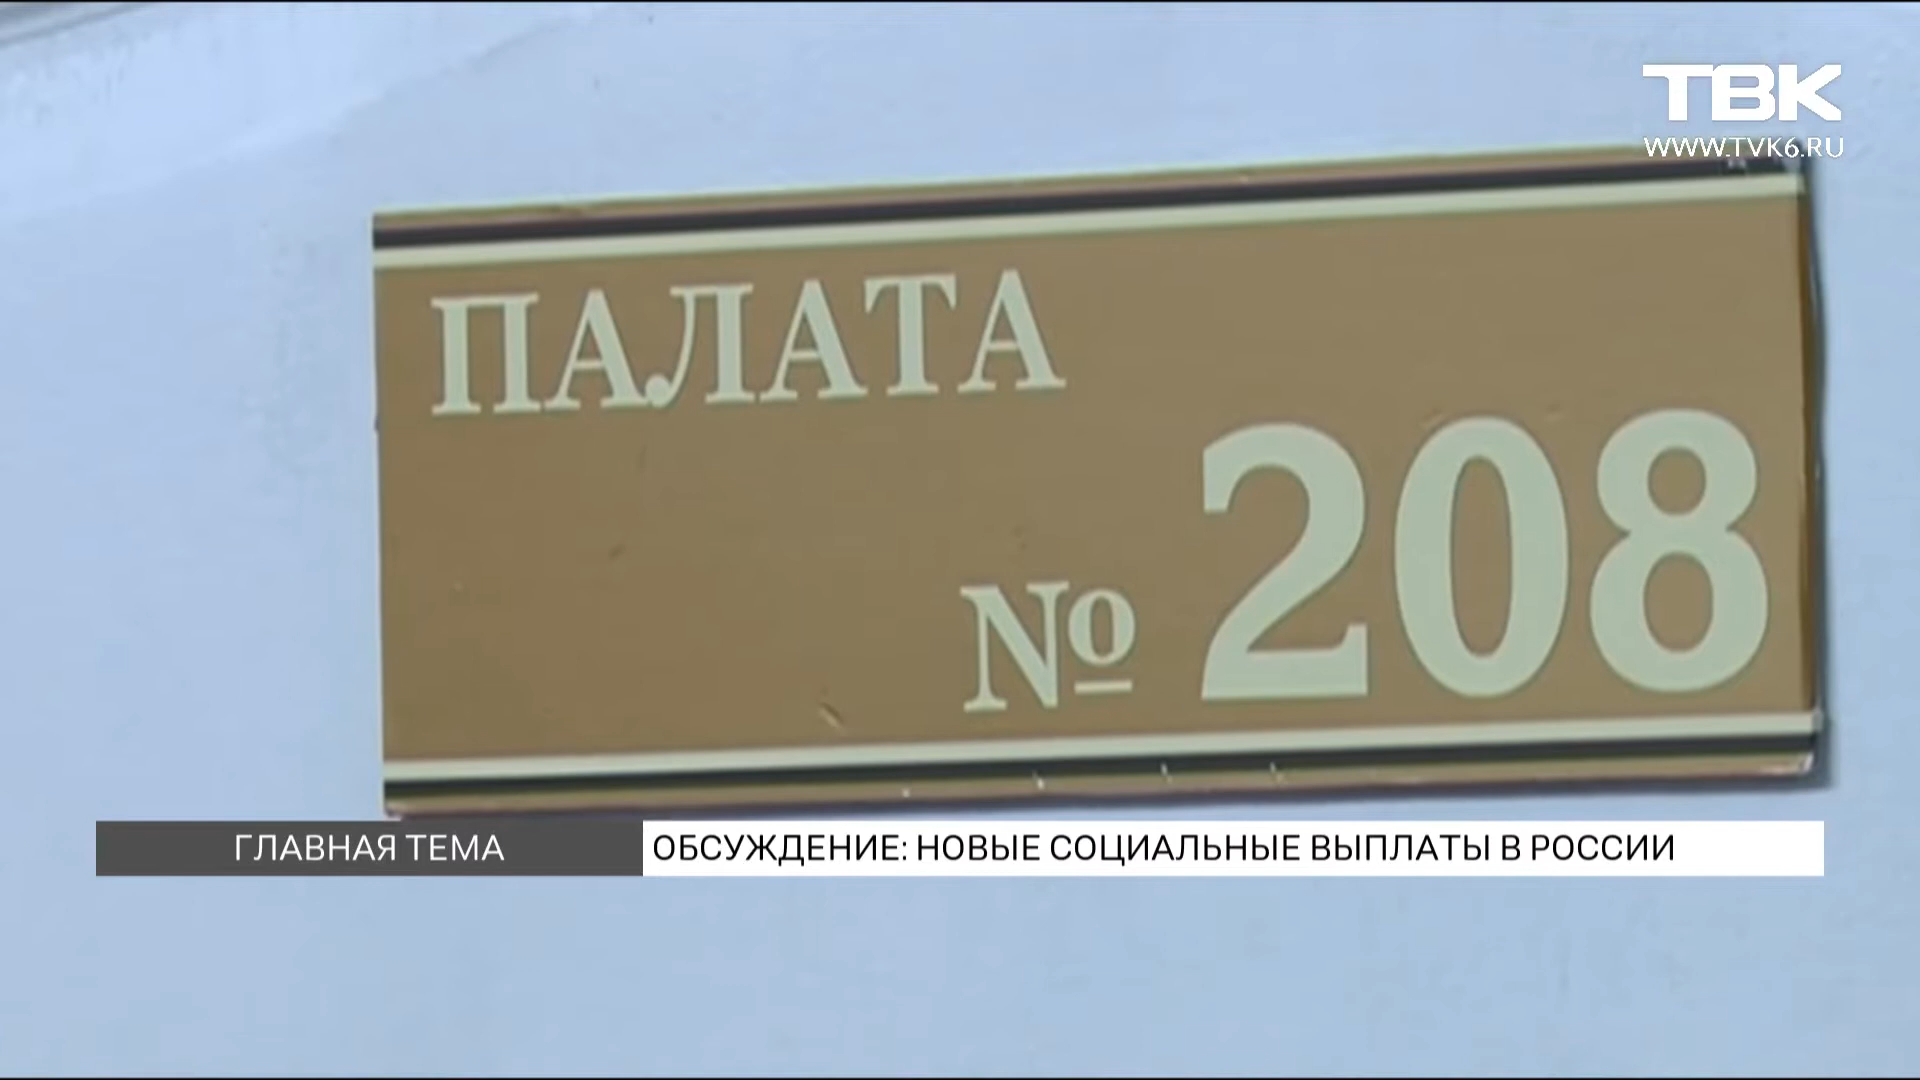 ТВК
WWW.TVK6.RU
ПАЛАТА
№ 208
ГЛАВНАЯ ТЕМА
ОБСУЖДЕНИЕ: НОВЫЕ СОЦИАЛЬНЫЕ ВЫПЛАТЫ В РОССИИ